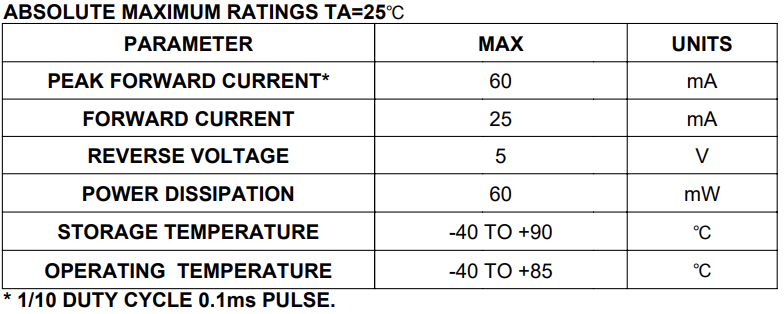 ABSOLUTE MAXIMUM RATINGS TA=25℃
PARAMETER MAX UNITS
PEAK FORWARD CURRENT* 60 mA
FORWARD CURRENT 25 mA
REVERSE VOLTAGE 5 V
POWER DISSIPATION 60 mW
STORAGE TEMPERATURE -40 TO +90 ℃
OPERATING TEMPERATURE -40 TO +85 ℃
* 1/10 DUTY CYCLE 0.1ms PULSE.